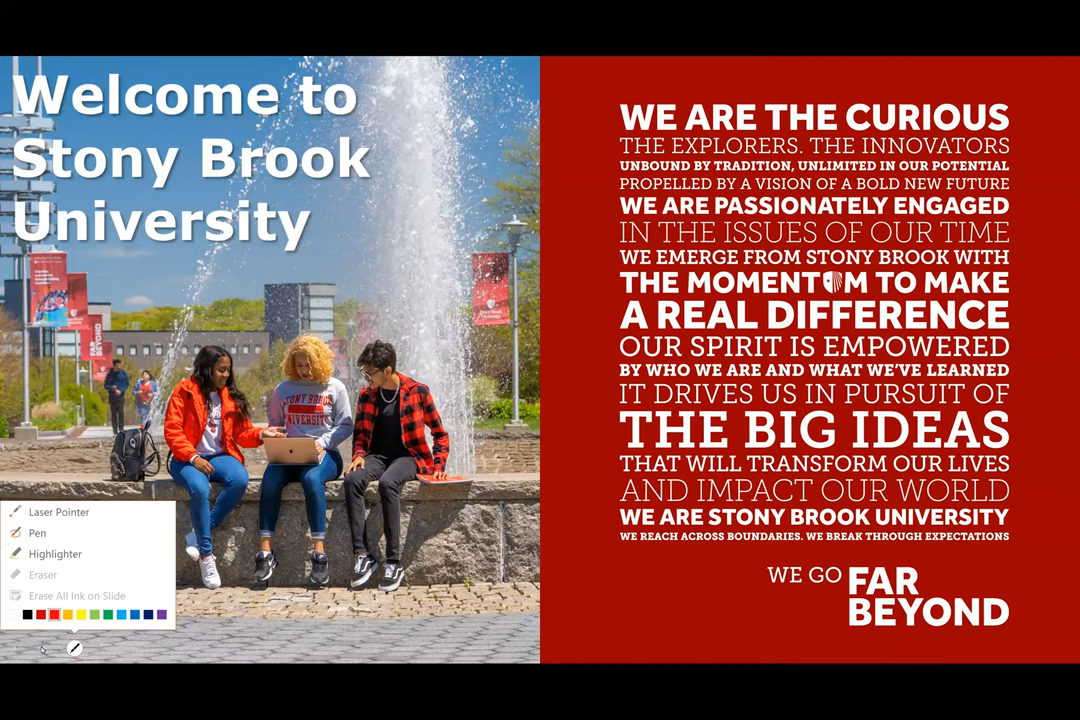 Welcome to
Stony Brook
University
FAR
BEYOND
STONY BROOK
UNIVERSITY
Laser Pointer
Pen
Highlighter
Eraser
Erase All Ink on Slide
WE ARE THE CURIOUS
THE EXPLORERS. THE INNOVATORS
UNBOUND BY TRADITION, UNLIMITED IN OUR POTENTIAL
PROPELLED BY A VISION OF A BOLD NEW FUTURE
WE ARE PASSIONATELY ENGAGED
IN THE ISSUES OF OUR TIME
WE EMERGE FROM STONY BROOK WITH
THE MOMENTUM TO MAKE
A REAL DIFFERENCE
OUR SPIRIT IS EMPOWERED
BY WHO WE ARE AND WHAT WE'VE LEARNED
IT DRIVES US IN PURSUIT OF
THE BIG IDEAS
THAT WILL TRANSFORM OUR LIVES
AND IMPACT OUR WORLD
WE ARE STONY BROOK UNIVERSITY
WE REACH ACROSS BOUNDARIES. WE BREAK THROUGH EXPECTATIONS
WE GO FAR
BEYOND